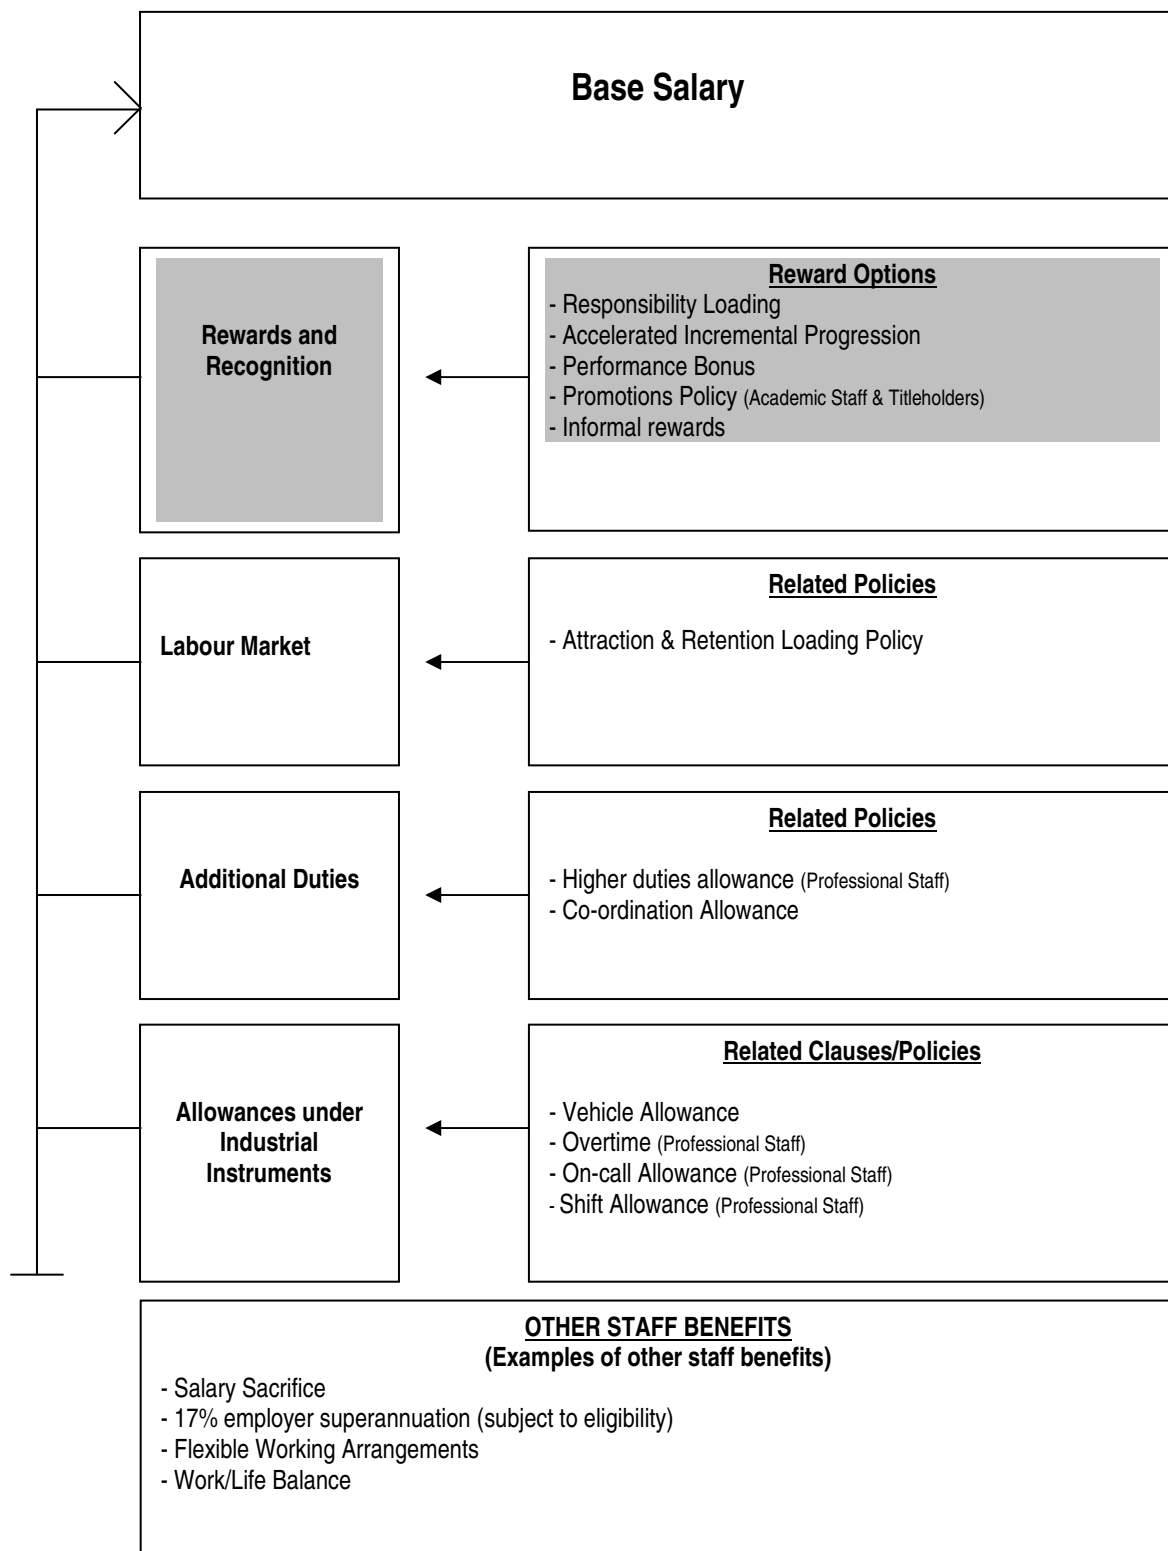 Base Salary
Rewards and
Recognition
Reward Options
- Responsibility Loading
- Accelerated Incremental Progression
- Performance Bonus
- Promotions Policy (Academic Staff & Titleholders)
- Informal rewards
Labour Market
Related Policies
- Attraction & Retention Loading Policy
Additional Duties
Related Policies
- Higher duties allowance (Professional Staff)
- Co-ordination Allowance
Allowances under
Industrial
Instruments
Related Clauses/Policies
- Vehicle Allowance
- Overtime (Professional Staff)
- On-call Allowance (Professional Staff)
- Shift Allowance (Professional Staff)
OTHER STAFF BENEFITS
(Examples of other staff benefits)
- Salary Sacrifice
- 17% employer superannuation (subject to eligibility)
- Flexible Working Arrangements
- Work/Life Balance